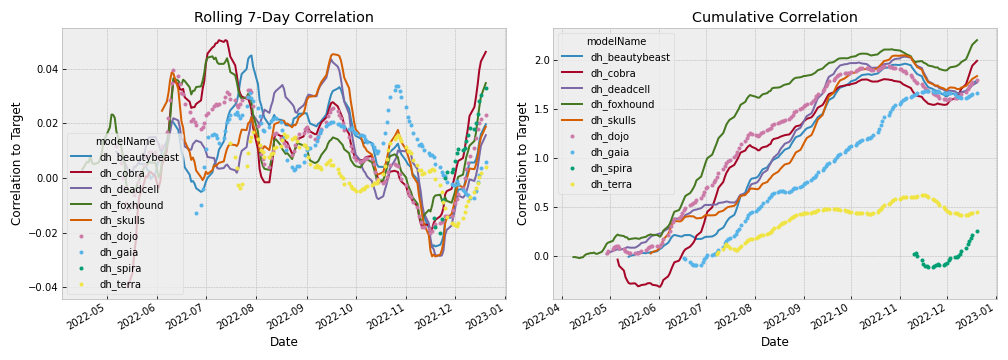 Rolling 7-Day Correlation
Correlation to Target
0.04
0.02
0.00
−0.02
−0.04
modelName
dh_beautybeast
dh_cobra
dh_deadcell
dh_foxhound
dh_skulls
dh_dojo
dh_gaia
dh_spira
dh_terra
2022-05
2022-06
2022-07
2022-08
2022-09
2022-10
2022-11
2022-12
2023-01
Date
Cumulative Correlation
Correlation to Target
2.0
1.5
1.0
0.5
0.0
modelName
dh_beautybeast
dh_cobra
dh_deadcell
dh_foxhound
dh_skulls
dh_dojo
dh_gaia
dh_spira
dh_terra
2022-04
2022-05
2022-06
2022-07
2022-08
2022-09
2022-10
2022-11
2022-12
2023-01
Date